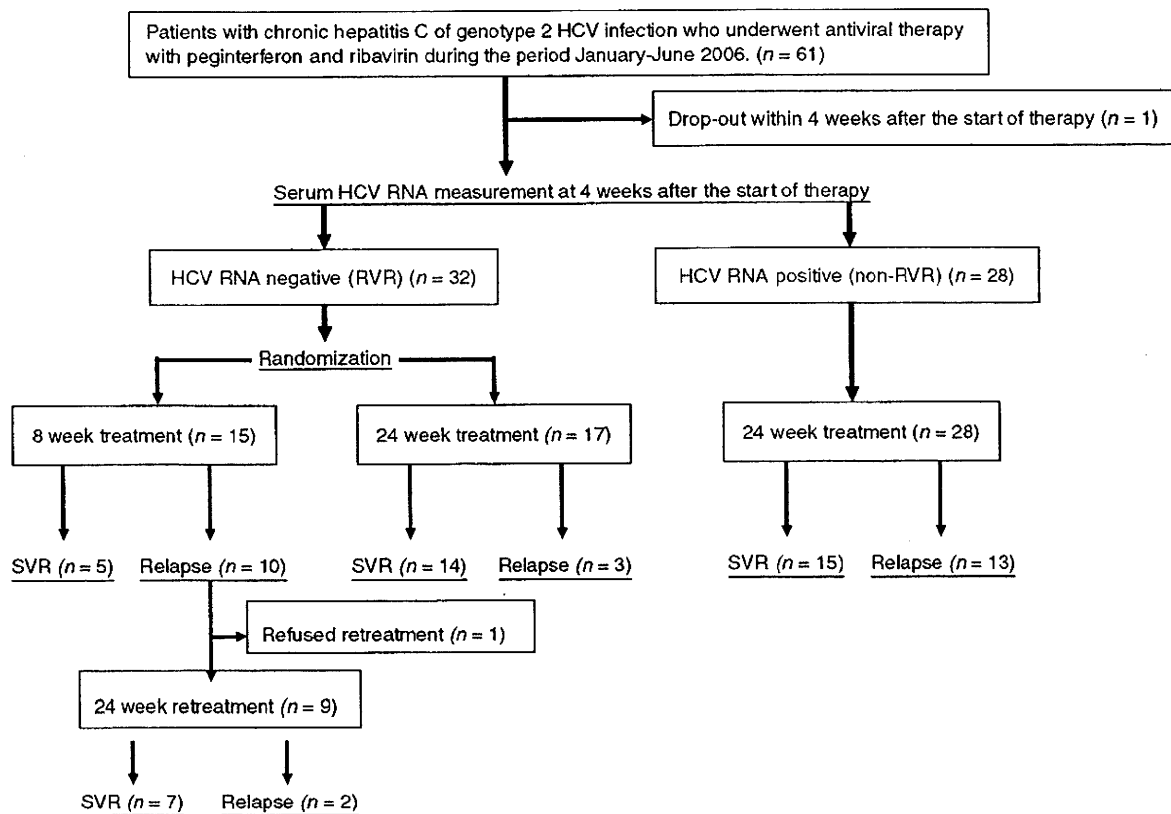 Patients with chronic hepatitis C of genotype 2 HCV infection who underwent antiviral therapy
with peginterferon and ribavirin during the period January-June 2006. (n = 61)
Drop-out within 4 weeks after the start of therapy (n = 1)
Serum HCV RNA measurement at 4 weeks after the start of therapy
HCV RNA negative (RVR) (n = 32)
HCV RNA positive (non-RVR) (n = 28)
Randomization
8 week treatment (n = 15)
24 week treatment (n = 17)
24 week treatment (n = 28)
SVR (n = 5)
Relapse (n = 10)
SVR (n = 14)
Relapse (n = 3)
SVR (n = 15)
Relapse (n = 13)
Refused retreatment (n = 1)
24 week retreatment (n = 9)
SVR (n = 7)
Relapse (n = 2)